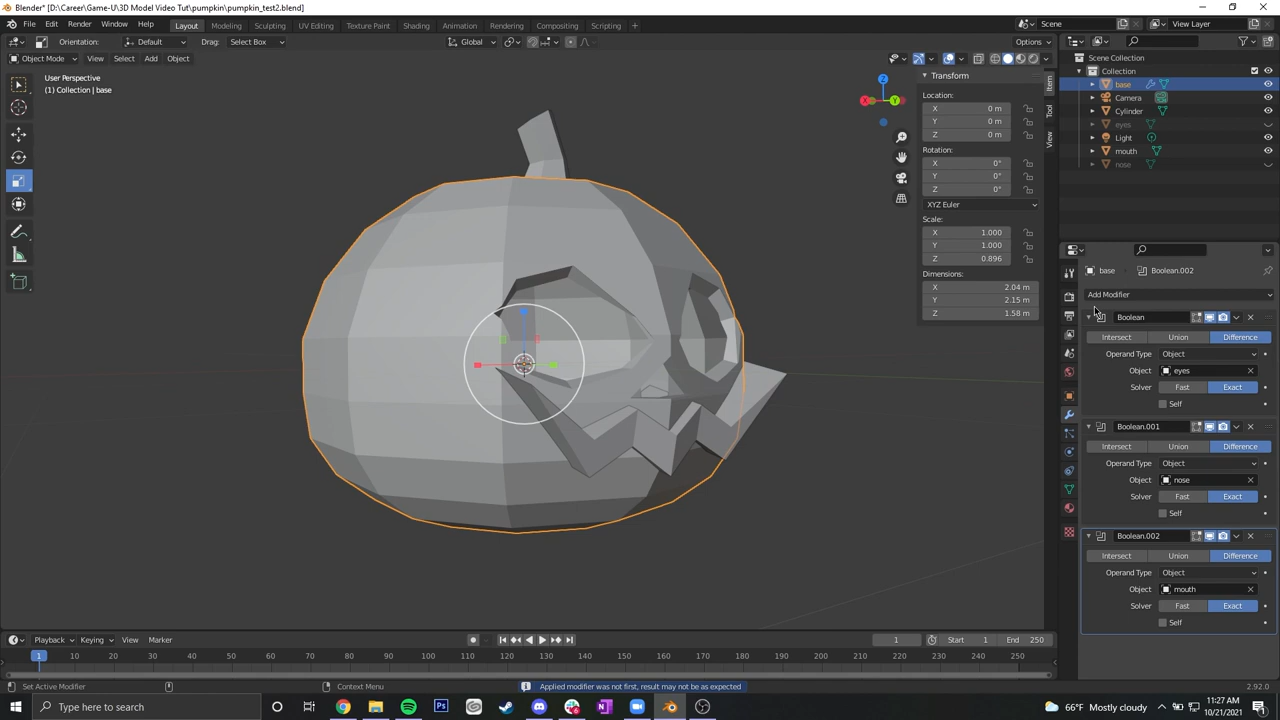 Blender* [D:\Career\Game-U\3D Model Video Tut\pumpkin\pumpkin_test2.blend]
File Edit Render Window Help Layout Modeling Sculpting UV Editing Texture Paint Shading Animation Rendering Compositing Scripting + Scene View Layer
Orientation: Default Drag: Select Box Global Options
Object Mode View Select Add Object
User Perspective
(1) Collection | base
Transform
Location:
X 0 m
Y 0 m
Z 0 m
Rotation:
X 0°
Y 0°
Z 0°
XYZ Euler
Scale:
X 1.000
Y 1.000
Z 0.896
Dimensions:
X 2.04 m
Y 2.15 m
Z 1.58 m
Item
Tool
View
X Y Z
Scene Collection
Collection
base
Camera
Cylinder
eyes
Light
mouth
nose
base Boolean.002
Add Modifier
Boolean
Intersect Union Difference
Operand Type Object
Object eyes
Solver Fast Exact
Self
Boolean.001
Intersect Union Difference
Operand Type Object
Object nose
Solver Fast Exact
Self
Boolean.002
Intersect Union Difference
Operand Type Object
Object mouth
Solver Fast Exact
Self
Playback Keying View Marker 1 Start 1 End 250
1 10 20 30 40 50 60 70 80 90 100 110 120 130 140 150 160 170 180 190 200 210 220 230 240 250
Set Active Modifier Context Menu Applied modifier was not first, result may not be as expected 2.92.0
Type here to search
66°F Mostly cloudy
11:27 AM
10/21/2021